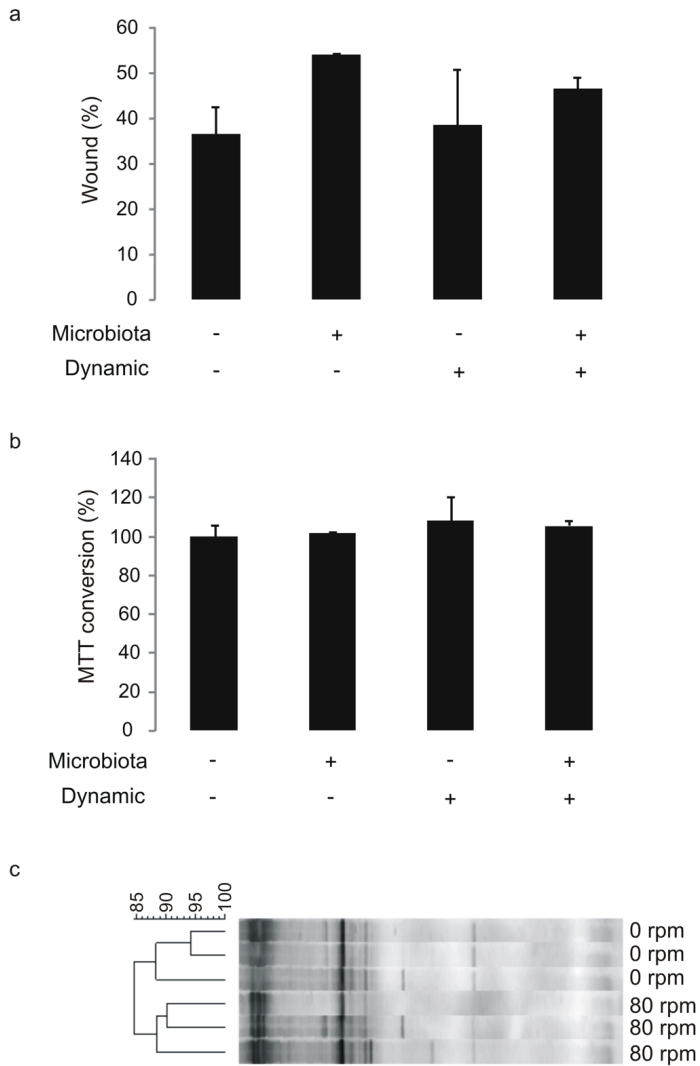 a
60
50
40
30
20
10
0
Wound (%)
Microbiota - + - +
Dynamic - - + +
b
140
120
100
80
60
40
20
0
MTT conversion (%)
Microbiota - + - +
Dynamic - - + +
c
85 90 95 100
0 rpm
0 rpm
0 rpm
80 rpm
80 rpm
80 rpm